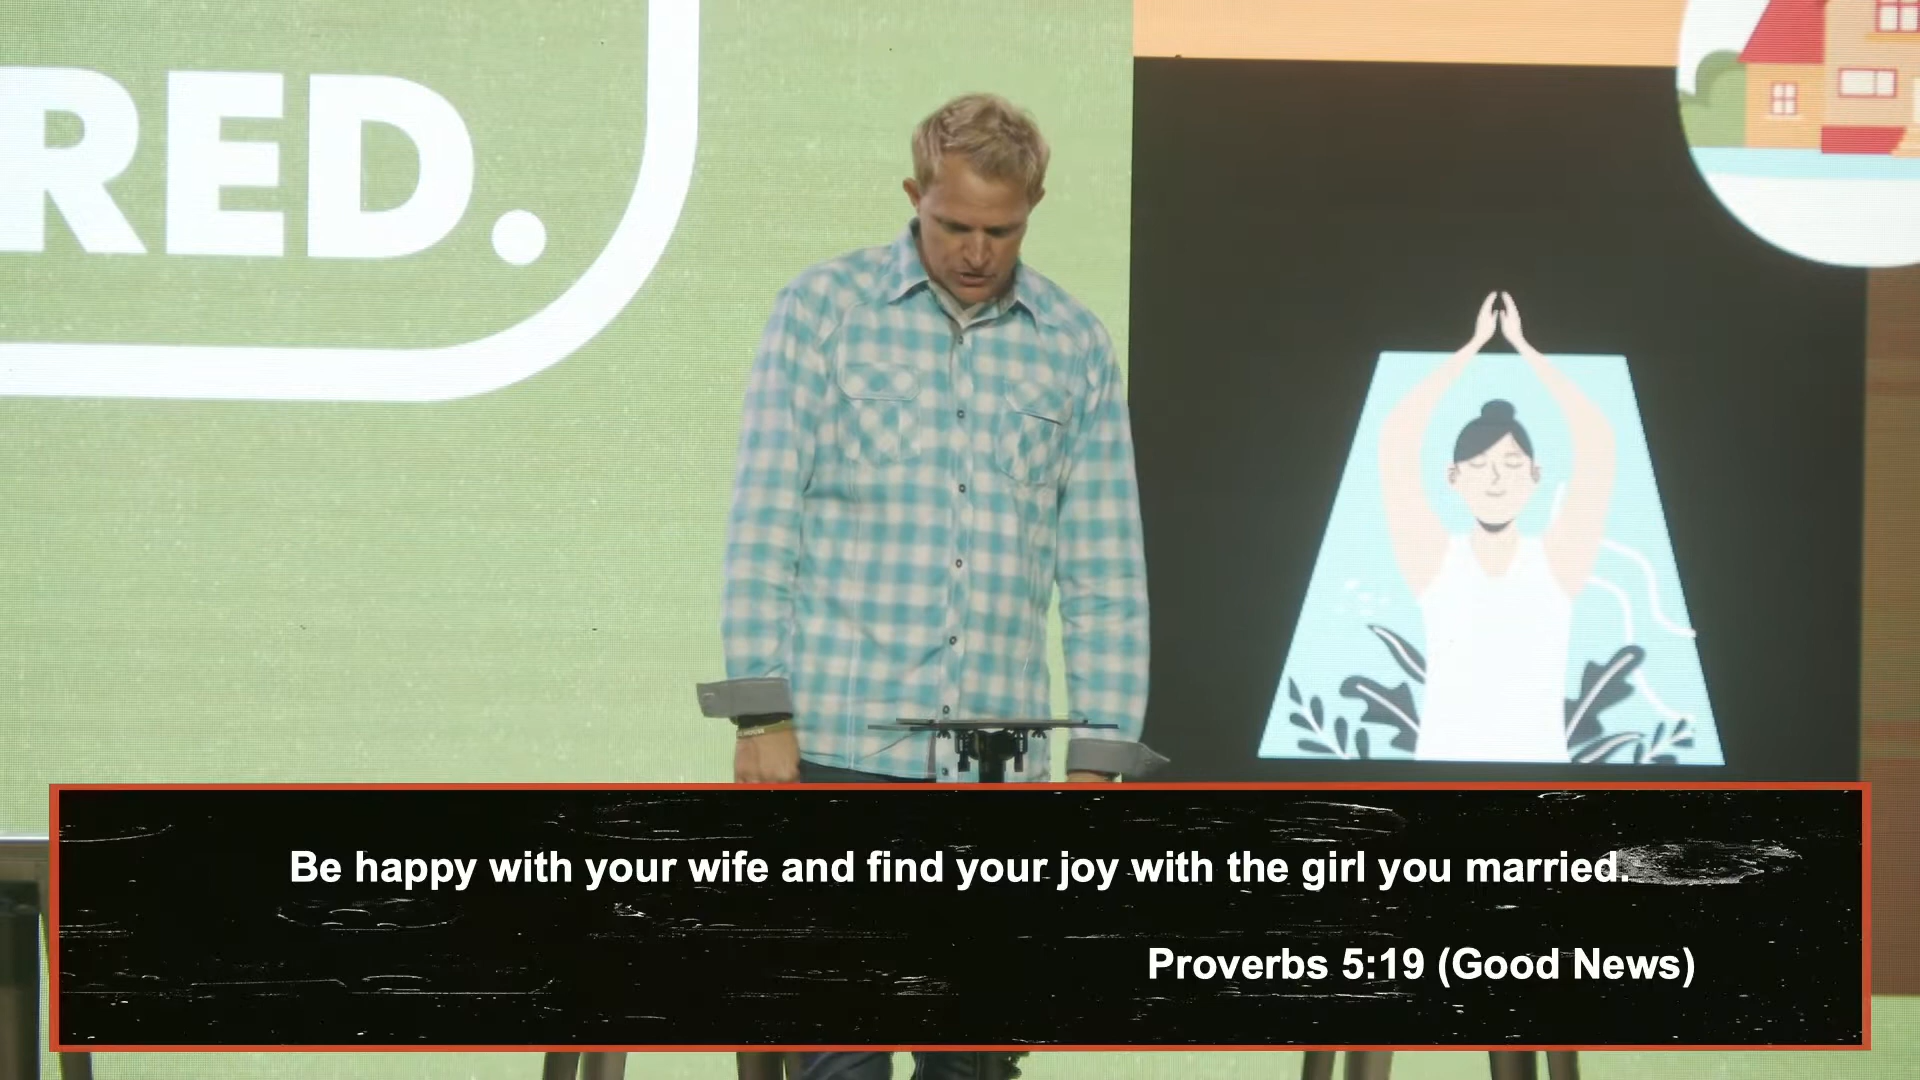 RED.
Be happy with your wife and find your joy with the girl you married.
Proverbs 5:19 (Good News)